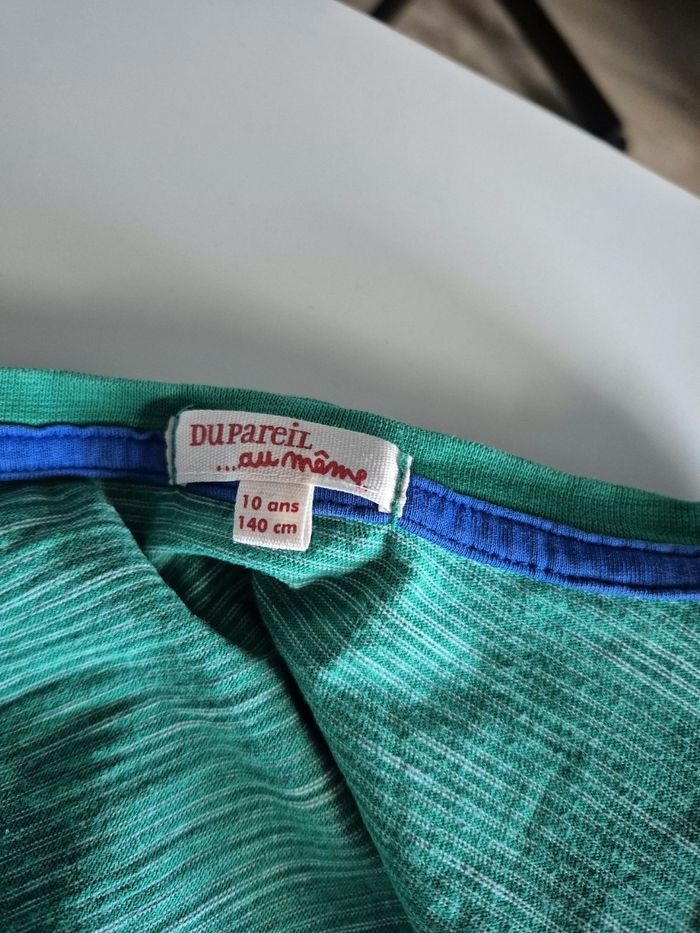 DUPAREIL
...au même
10 ans
140 cm